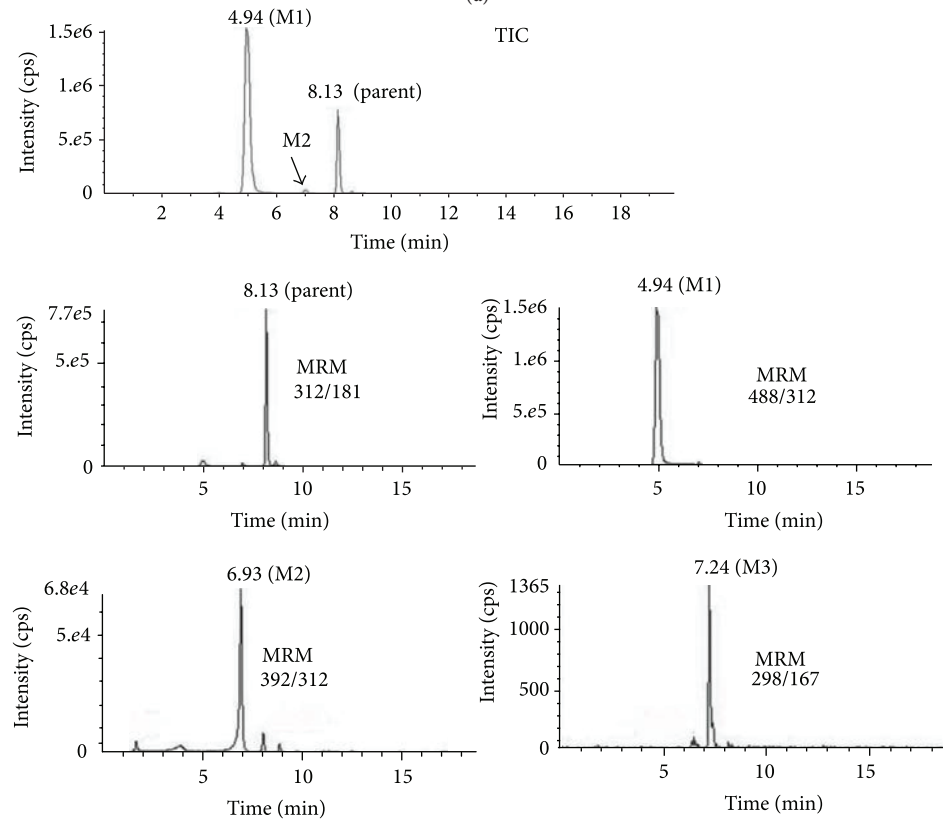 4.94 (M1)
TIC
1.5e6
1.e6
5.e5
0
8.13 (parent)
M2
Intensity (cps)
2 4 6 8 10 12 14 16 18
Time (min)
8.13 (parent)
7.7e5
5.e5
0
MRM
312/181
Intensity (cps)
5 10 15
Time (min)
4.94 (M1)
1.5e6
1.e6
5.e5
0
MRM
488/312
Intensity (cps)
5 10 15
Time (min)
6.93 (M2)
6.8e4
5.e4
0
MRM
392/312
Intensity (cps)
5 10 15
Time (min)
7.24 (M3)
1365
1000
500
0
MRM
298/167
Intensity (cps)
5 10 15
Time (min)